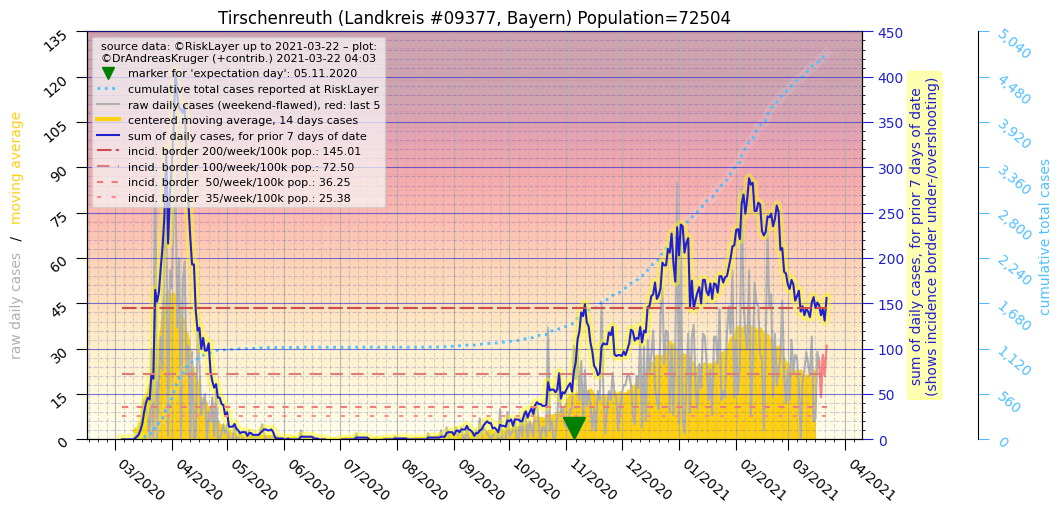 Tirschenreuth (Landkreis #09377, Bayern) Population=72504
source data: ©RiskLayer up to 2021-03-22 – plot:
©DrAndreasKruger (+contrib.) 2021-03-22 04:03
marker for 'expectation day': 05.11.2020
cumulative total cases reported at RiskLayer
raw daily cases (weekend-flawed), red: last 5
centered moving average, 14 days cases
sum of daily cases, for prior 7 days of date
incid. border 200/week/100k pop.: 145.01
incid. border 100/week/100k pop.: 72.50
incid. border  50/week/100k pop.: 36.25
incid. border  35/week/100k pop.: 25.38
raw daily cases / moving average
135
120
105
90
75
60
45
30
15
0
03/2020
04/2020
05/2020
06/2020
07/2020
08/2020
09/2020
10/2020
11/2020
12/2020
01/2021
02/2021
03/2021
04/2021
450
400
350
300
250
200
150
100
50
0
sum of daily cases, for prior 7 days of date
(shows incidence border under-/overshooting)
5,040
4,480
3,920
3,360
2,800
2,240
1,680
1,120
560
0
cumulative total cases